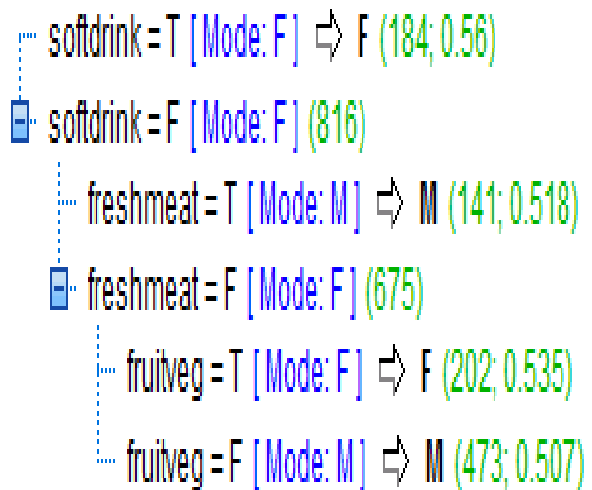 softdrink = T [ Mode: F ] ⇨ F (184; 0.56)
softdrink = F [ Mode: F ] (816)
freshmeat = T [ Mode: M ] ⇨ M (141; 0.518)
freshmeat = F [ Mode: F ] (675)
fruitveg = T [ Mode: F ] ⇨ F (202; 0.535)
fruitveg = F [ Mode: M ] ⇨ M (473; 0.507)